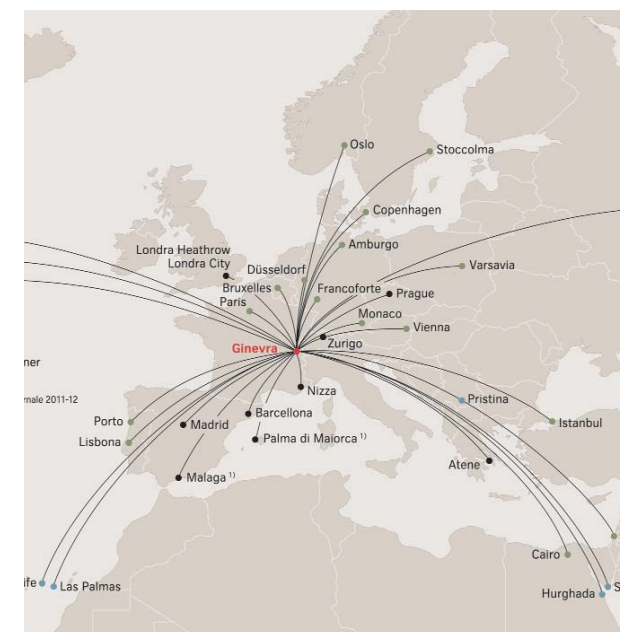 Oslo
Stoccolma
Copenhagen
Londra Heathrow
Londra City
Amburgo
Düsseldorf
Varsavia
Bruxelles
Francoforte
Prague
Paris
Monaco
Vienna
Ginevra
Zurigo
ner
Nizza
rnale 2011-12
Pristina
Barcellona
Porto
Madrid
Istanbul
Lisbona
Palma di Maiorca 1)
Atene
Malaga 1)
Cairo
ife
Las Palmas
S
Hurghada